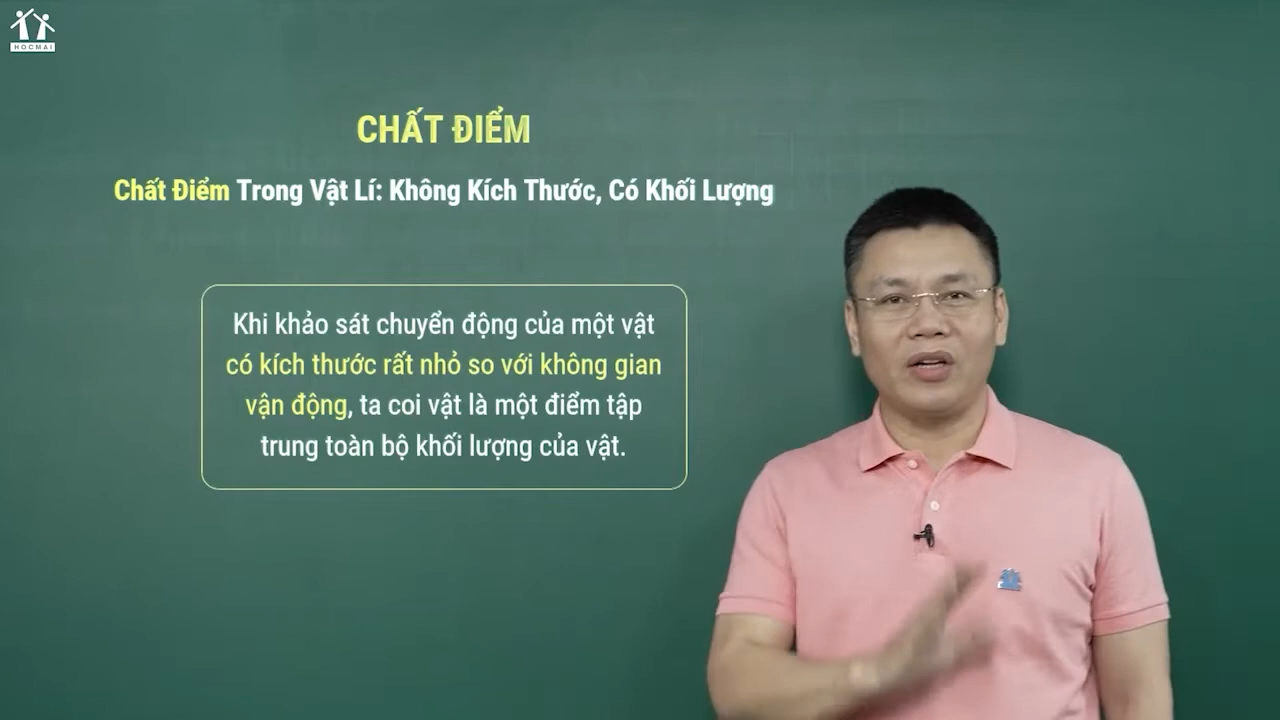 HOCMAI
CHẤT ĐIỂM
Chất Điểm Trong Vật Lí: Không Kích Thước, Có Khối Lượng
Khi khảo sát chuyển động của một vật
có kích thước rất nhỏ so với không gian
vận động, ta coi vật là một điểm tập
trung toàn bộ khối lượng của vật.